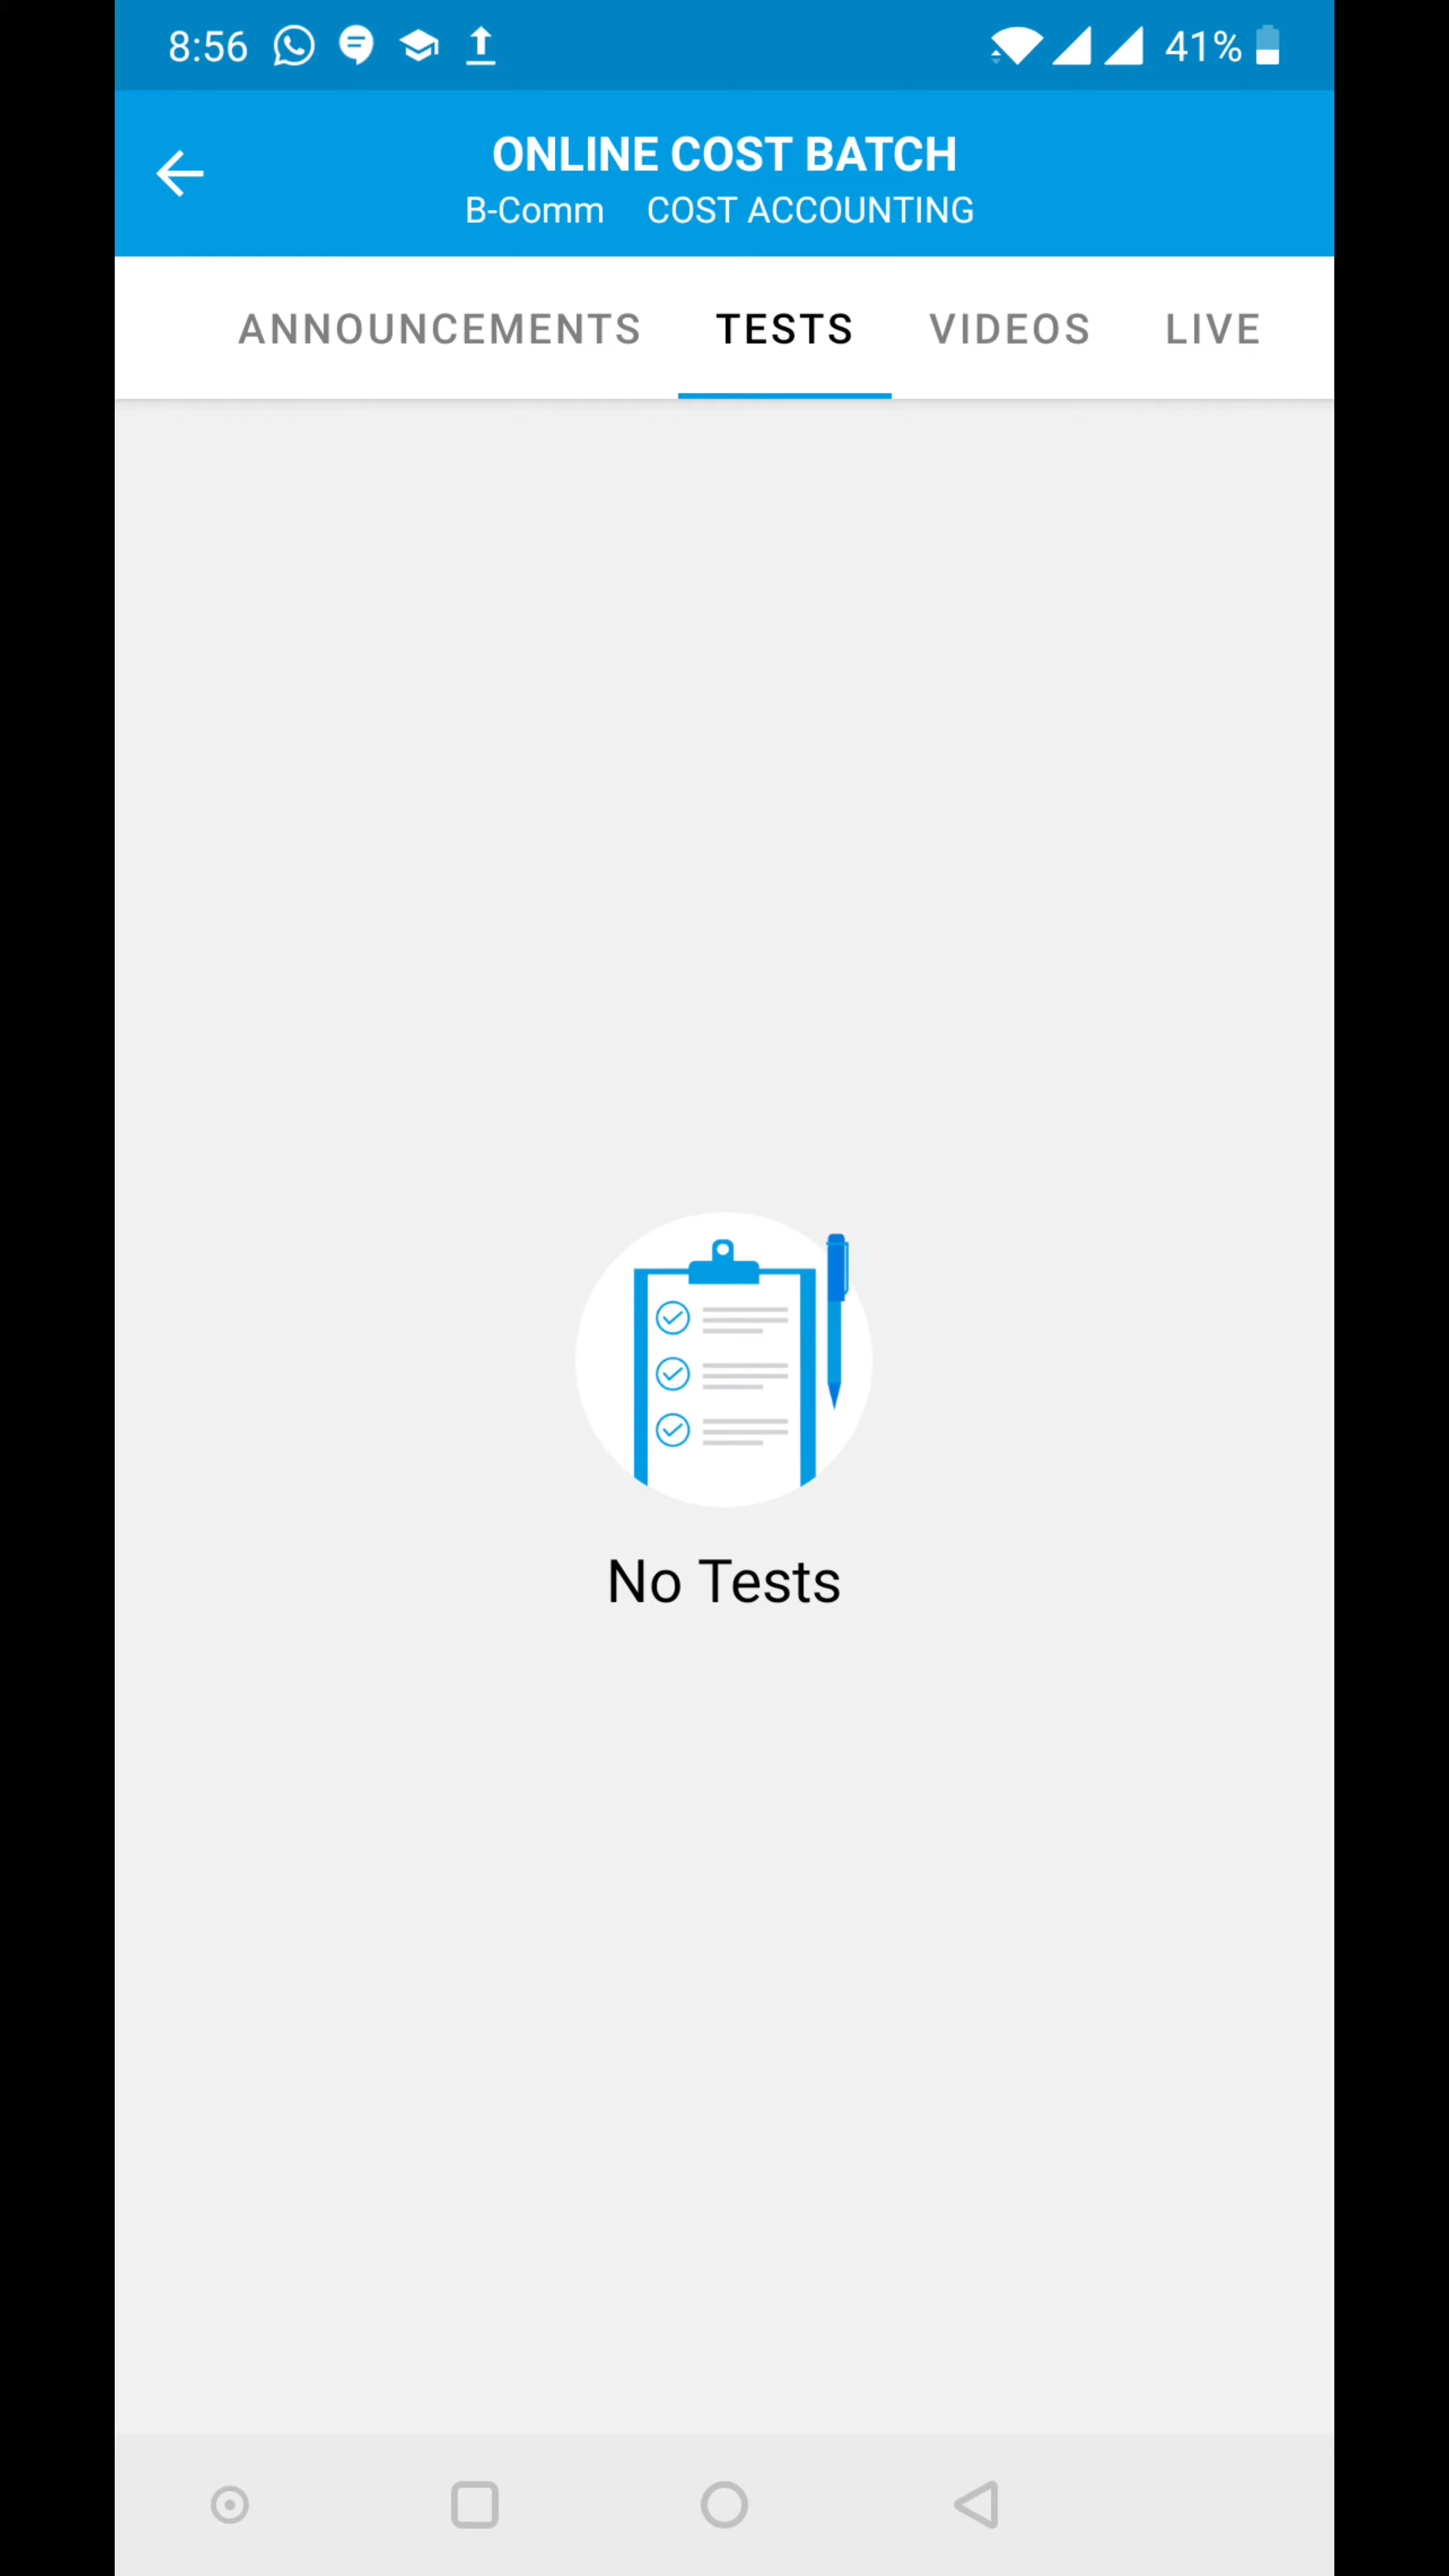 8:56 41%
ONLINE COST BATCH
B-Comm COST ACCOUNTING
ANNOUNCEMENTS TESTS VIDEOS LIVE
No Tests